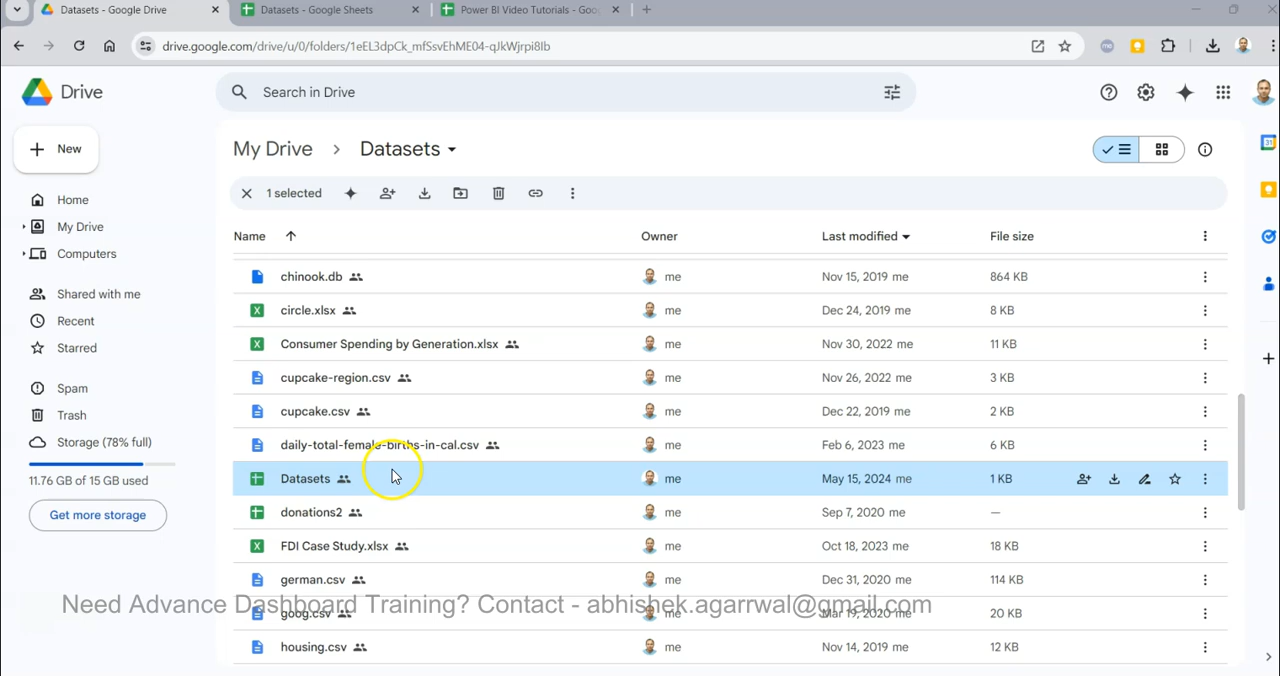 Datasets - Google Drive
Datasets - Google Sheets
Power BI Video Tutorials - Goo
drive.google.com/drive/u/0/folders/1eEL3dpCk_mfSsvEhME04-qJkWjrpi8Ib
Drive
Search in Drive
New
My Drive > Datasets
1 selected
Home
My Drive
Computers
Shared with me
Recent
Starred
Spam
Trash
Storage (78% full)
11.76 GB of 15 GB used
Get more storage
Name Owner Last modified File size
chinook.db me Nov 15, 2019 me 864 KB
circle.xlsx me Dec 24, 2019 me 8 KB
Consumer Spending by Generation.xlsx me Nov 30, 2022 me 11 KB
cupcake-region.csv me Nov 26, 2022 me 3 KB
cupcake.csv me Dec 22, 2019 me 2 KB
daily-total-female-births-in-cal.csv me Feb 6, 2023 me 6 KB
Datasets me May 15, 2024 me 1 KB
donations2 me Sep 7, 2020 me —
FDI Case Study.xlsx me Oct 18, 2023 me 18 KB
german.csv me Dec 31, 2020 me 114 KB
Need Advance Dashboard Training? Contact - abhishek.agarrwal@gmail.com
goog.csv me Mar 19, 2020 me 20 KB
housing.csv me Nov 14, 2019 me 12 KB